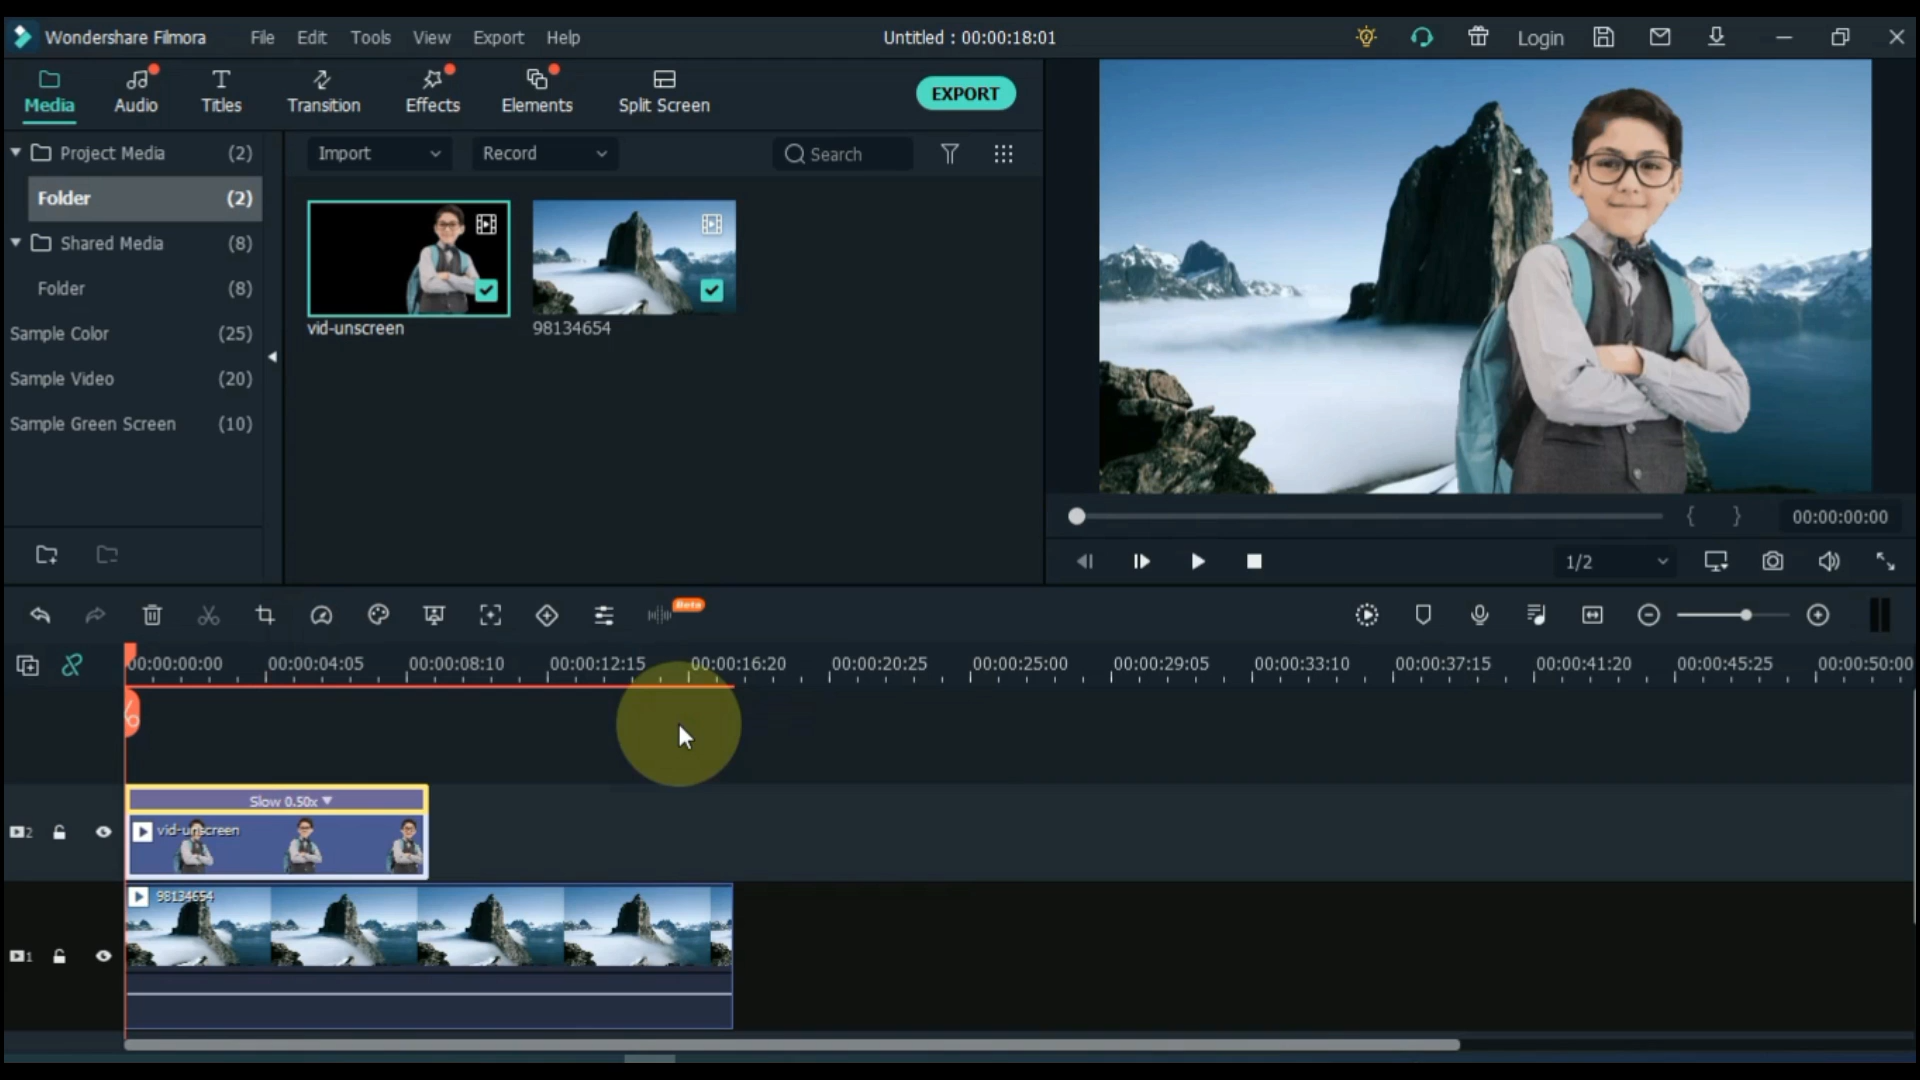 Wondershare Filmora File Edit Tools View Export Help Untitled : 00:00:18:01 Login
Media Audio Titles Transition Effects Elements Split Screen EXPORT
Project Media (2) Import Record Search
Folder (2)
Shared Media (8)
Folder (8)
Sample Color (25)
Sample Video (20)
Sample Green Screen (10)
vid-unscreen 98134654
{ } 00:00:00:00
1/2
Beta
00:00:00:00 00:00:04:05 00:00:08:10 00:00:12:15 00:00:16:20 00:00:20:25 00:00:25:00 00:00:29:05 00:00:33:10 00:00:37:15 00:00:41:20 00:00:45:25 00:00:50:00
Slow 0.50x
2 vid-unscreen
98134654
1